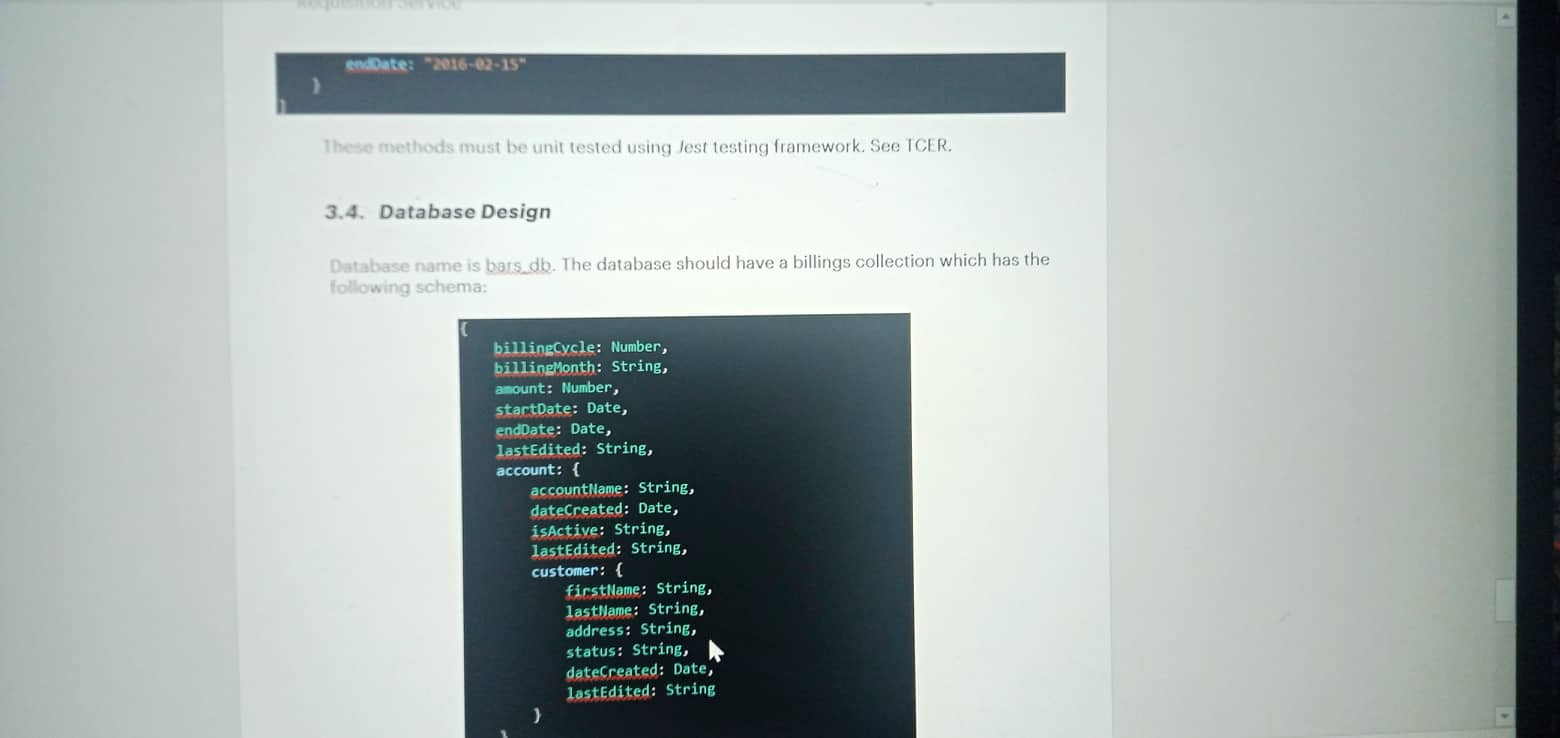 Requisition Service
endDate: "2016-02-15"
}
}
These methods must be unit tested using Jest testing framework. See TCER.
3.4. Database Design
Database name is bars_db. The database should have a billings collection which has the
following schema:
{
billingCycle: Number,
billingMonth: String,
amount: Number,
startDate: Date,
endDate: Date,
lastEdited: String,
account: {
accountName: String,
dateCreated: Date,
isActive: String,
lastEdited: String,
customer: {
firstName: String,
lastName: String,
address: String,
status: String,
dateCreated: Date,
lastEdited: String
}
}